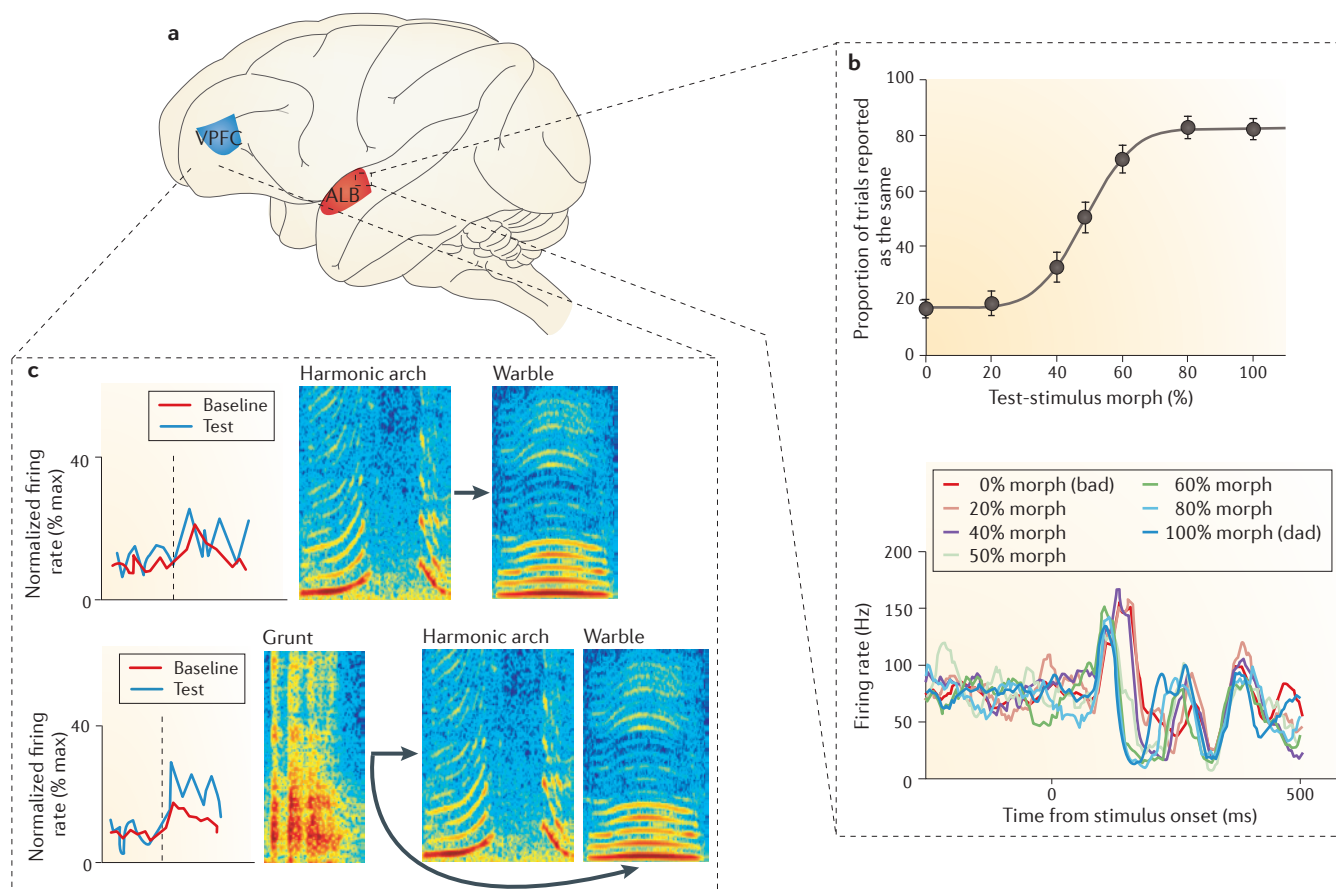 a
VPFC
ALB
b
100
80
60
40
20
0
Proportion of trials reported
as the same
0 20 40 60 80 100
Test-stimulus morph (%)
0% morph (bad)
20% morph
40% morph
50% morph
60% morph
80% morph
100% morph (dad)
200
150
100
50
0
Firing rate (Hz)
0 500
Time from stimulus onset (ms)
c
Baseline
Test
Harmonic arch
Warble
40
0
Normalized firing
rate (% max)
Baseline
Test
Grunt
Harmonic arch
Warble
40
0
Normalized firing
rate (% max)